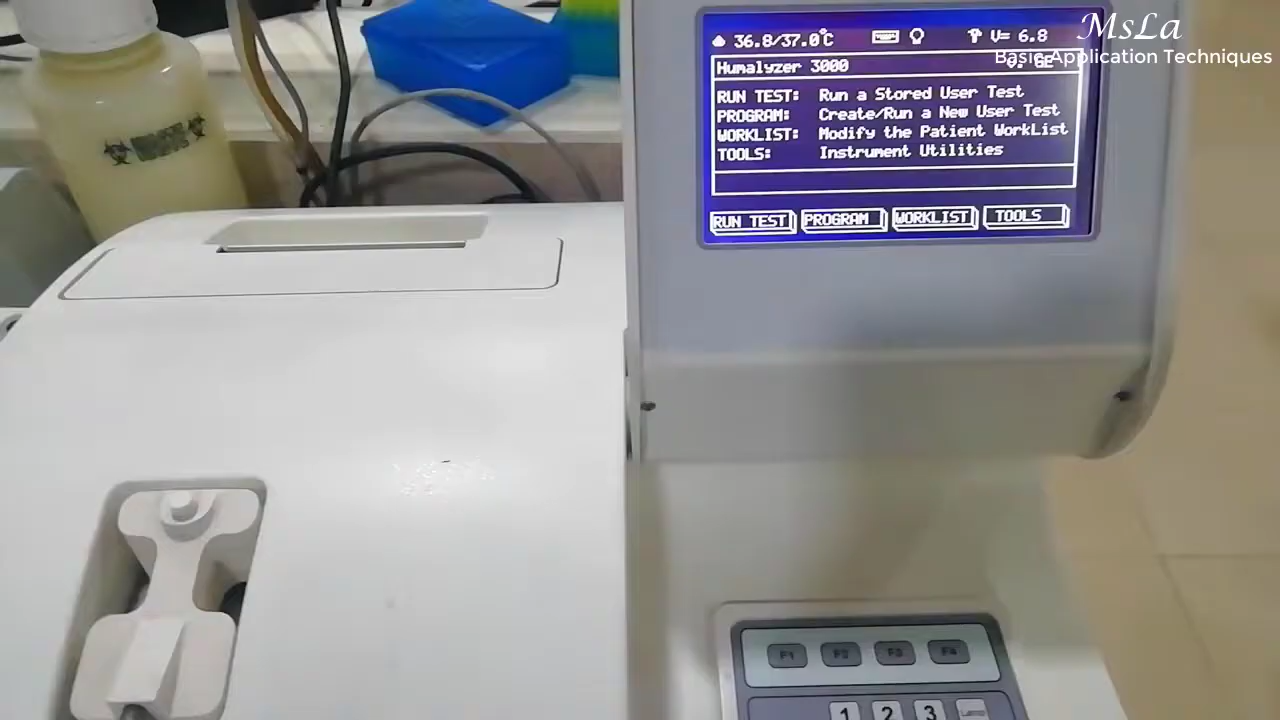 MsLa
Basic Application Techniques
36.8/37.0°C
V= 6.8
Humalyzer 3000
RUN TEST: Run a Stored User Test
PROGRAM: Create/Run a New User Test
WORKLIST: Modify the Patient WorkList
TOOLS: Instrument Utilities
RUN TEST
PROGRAM
WORKLIST
TOOLS
F1
F2
F3
F4
1
2
3